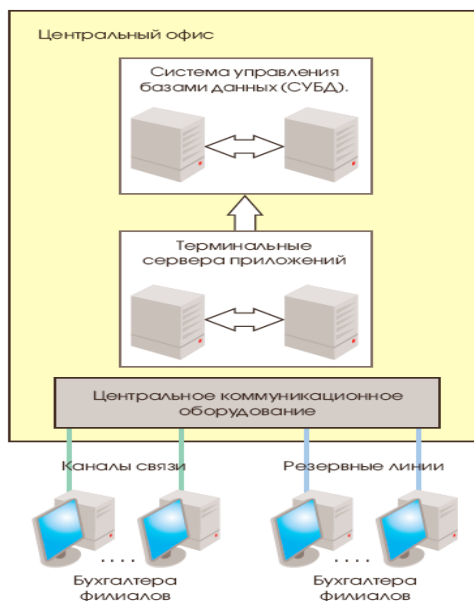 Центральный офис
Система управления
базами данных (СУБД).
Терминальные
сервера приложений
Центральное коммуникационное
оборудование
Каналы связи
Резервные линии
....
....
Бухгалтера
филиалов
Бухгалтера
филиалов